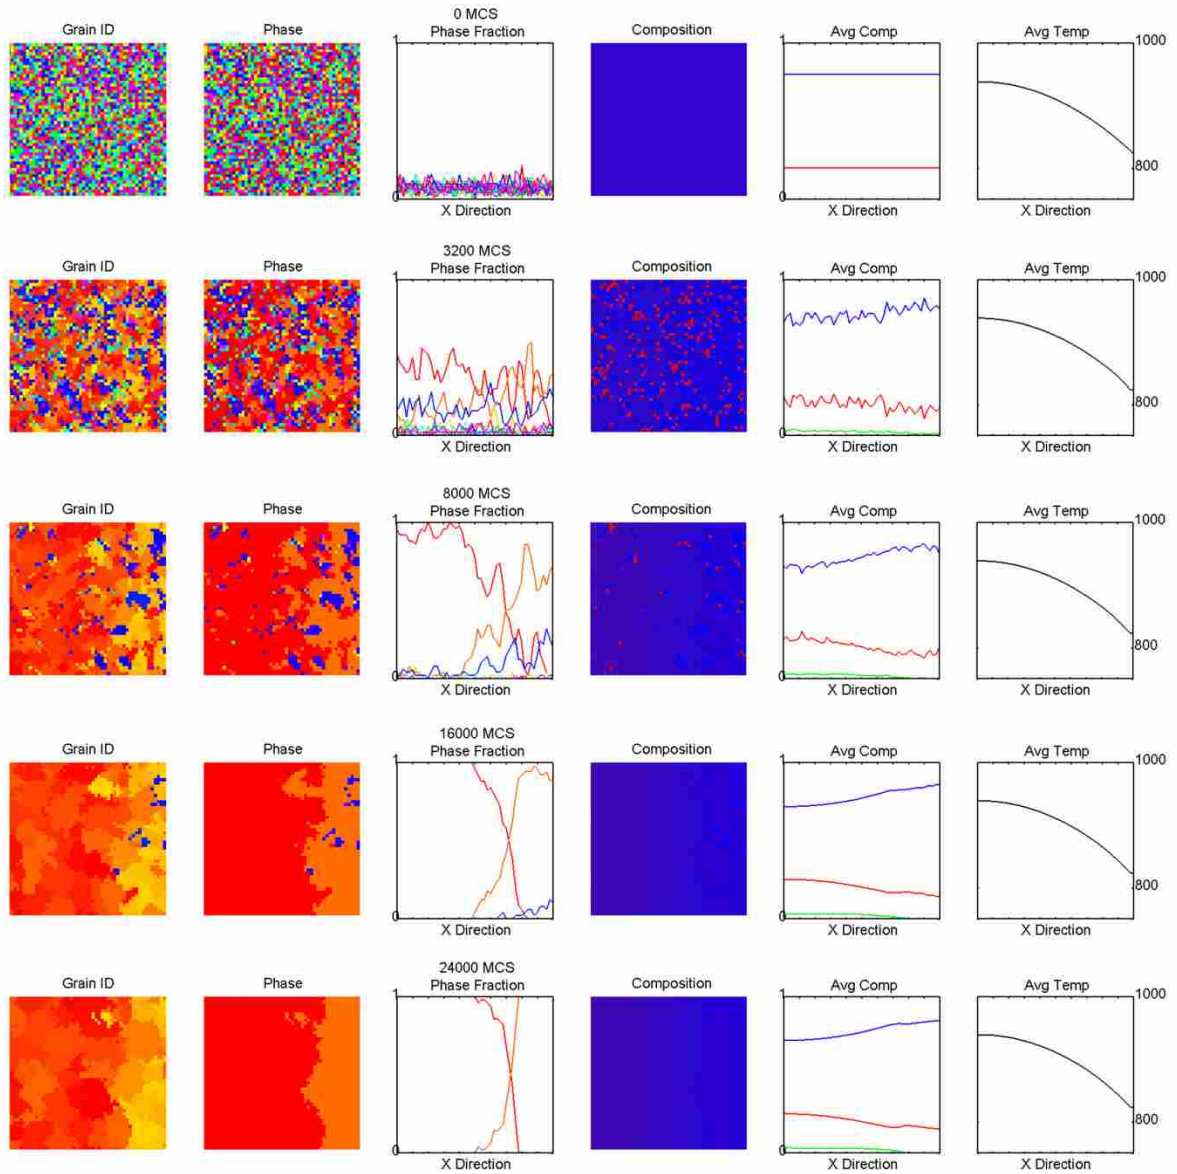 0 MCS
Grain ID Phase Phase Fraction Composition Avg Comp Avg Temp
1 1 1000
800
0 0
X Direction X Direction X Direction
3200 MCS
Grain ID Phase Phase Fraction Composition Avg Comp Avg Temp
1 1 1000
800
0 0
X Direction X Direction X Direction
8000 MCS
Grain ID Phase Phase Fraction Composition Avg Comp Avg Temp
1 1 1000
800
0 0
X Direction X Direction X Direction
16000 MCS
Grain ID Phase Phase Fraction Composition Avg Comp Avg Temp
1 1 1000
800
0 0
X Direction X Direction X Direction
24000 MCS
Grain ID Phase Phase Fraction Composition Avg Comp Avg Temp
1 1 1000
800
0 0
X Direction X Direction X Direction